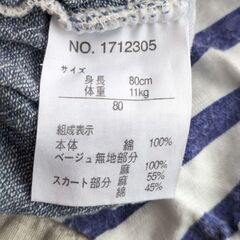 NO. 1712305
サイズ
身長 80cm
体重 11kg
80
組成表示
本体 綿 100%
ベージュ無地部分
麻 100%
スカート部分 麻 55%
綿 45%